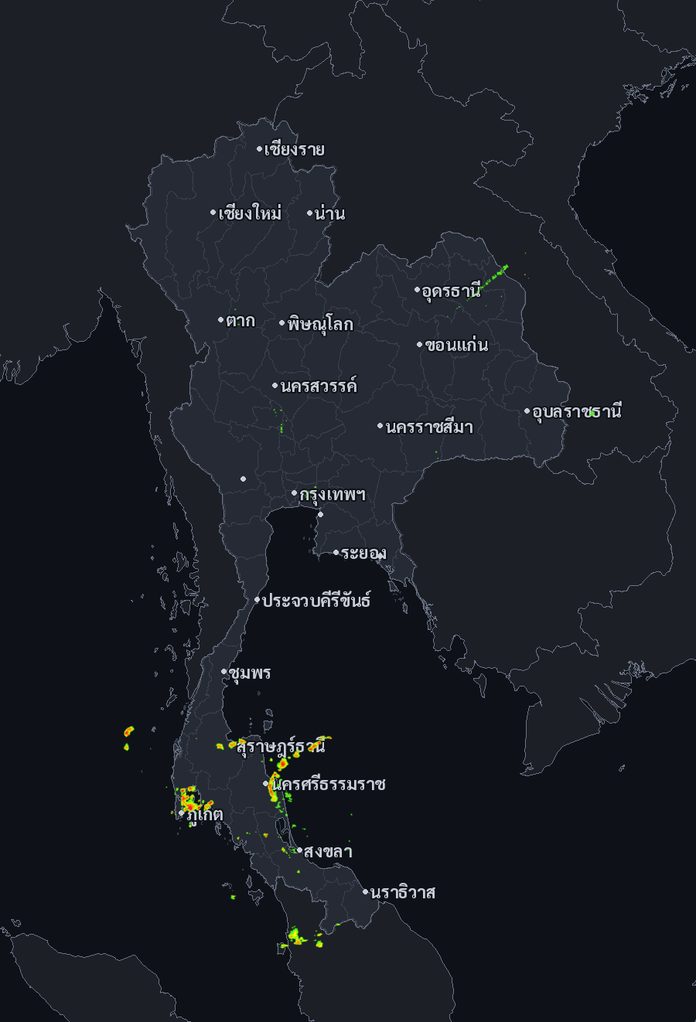 เชียงราย
เชียงใหม่
น่าน
อุดรธานี
ตาก
พิษณุโลก
ขอนแก่น
นครสวรรค์
อุบลราชธานี
นครราชสีมา
กรุงเทพฯ
ระยอง
ประจวบคีรีขันธ์
ชุมพร
สุราษฎร์ธานี
นครศรีธรรมราช
ภูเก็ต
สงขลา
นราธิวาส